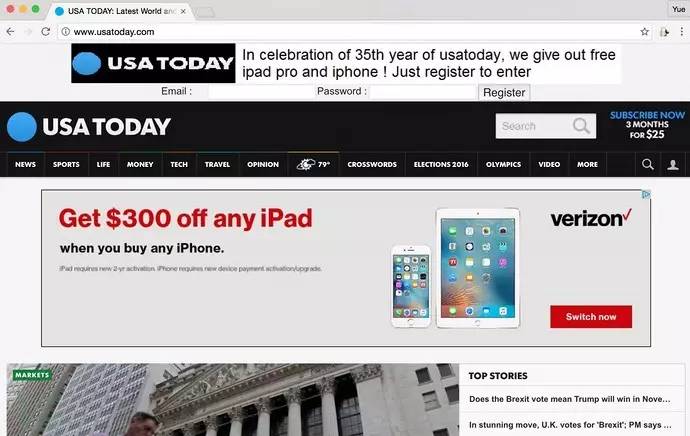 USA TODAY: Latest World and
Yue
www.usatoday.com
USA TODAY
In celebration of 35th year of usatoday, we give out free
ipad pro and iphone ! Just register to enter
Email :
Password :
Register
USA TODAY
Search
SUBSCRIBE NOW
3 MONTHS
FOR $25
NEWS SPORTS LIFE MONEY TECH TRAVEL OPINION 79° CROSSWORDS ELECTIONS 2016 OLYMPICS VIDEO MORE
Get $300 off any iPad
when you buy any iPhone.
iPad requires new 2-yr activation. iPhone requires new device payment activation/upgrade.
verizon✓
Switch now
MARKETS
TOP STORIES
Does the Brexit vote mean Trump will win in Nove...
In stunning move, U.K. votes for 'Brexit'; PM says ...